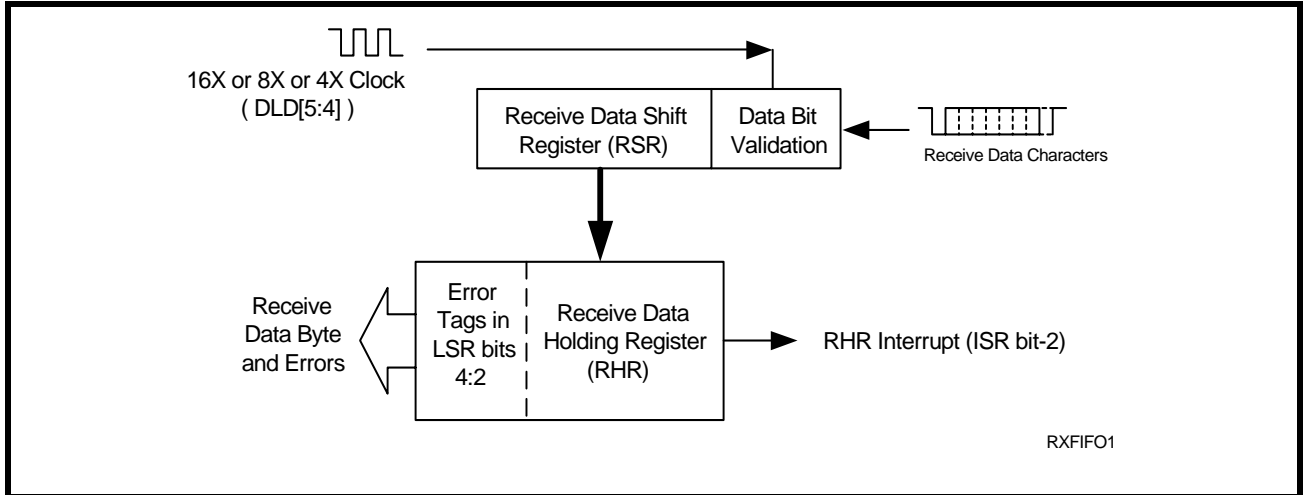 16X or 8X or 4X Clock
( DLD[5:4] )
Receive Data Shift
Register (RSR)
Data Bit
Validation
Receive Data Characters
Receive
Data Byte
and Errors
Error
Tags in
LSR bits
4:2
Receive Data
Holding Register
(RHR)
RHR Interrupt (ISR bit-2)
RXFIFO1